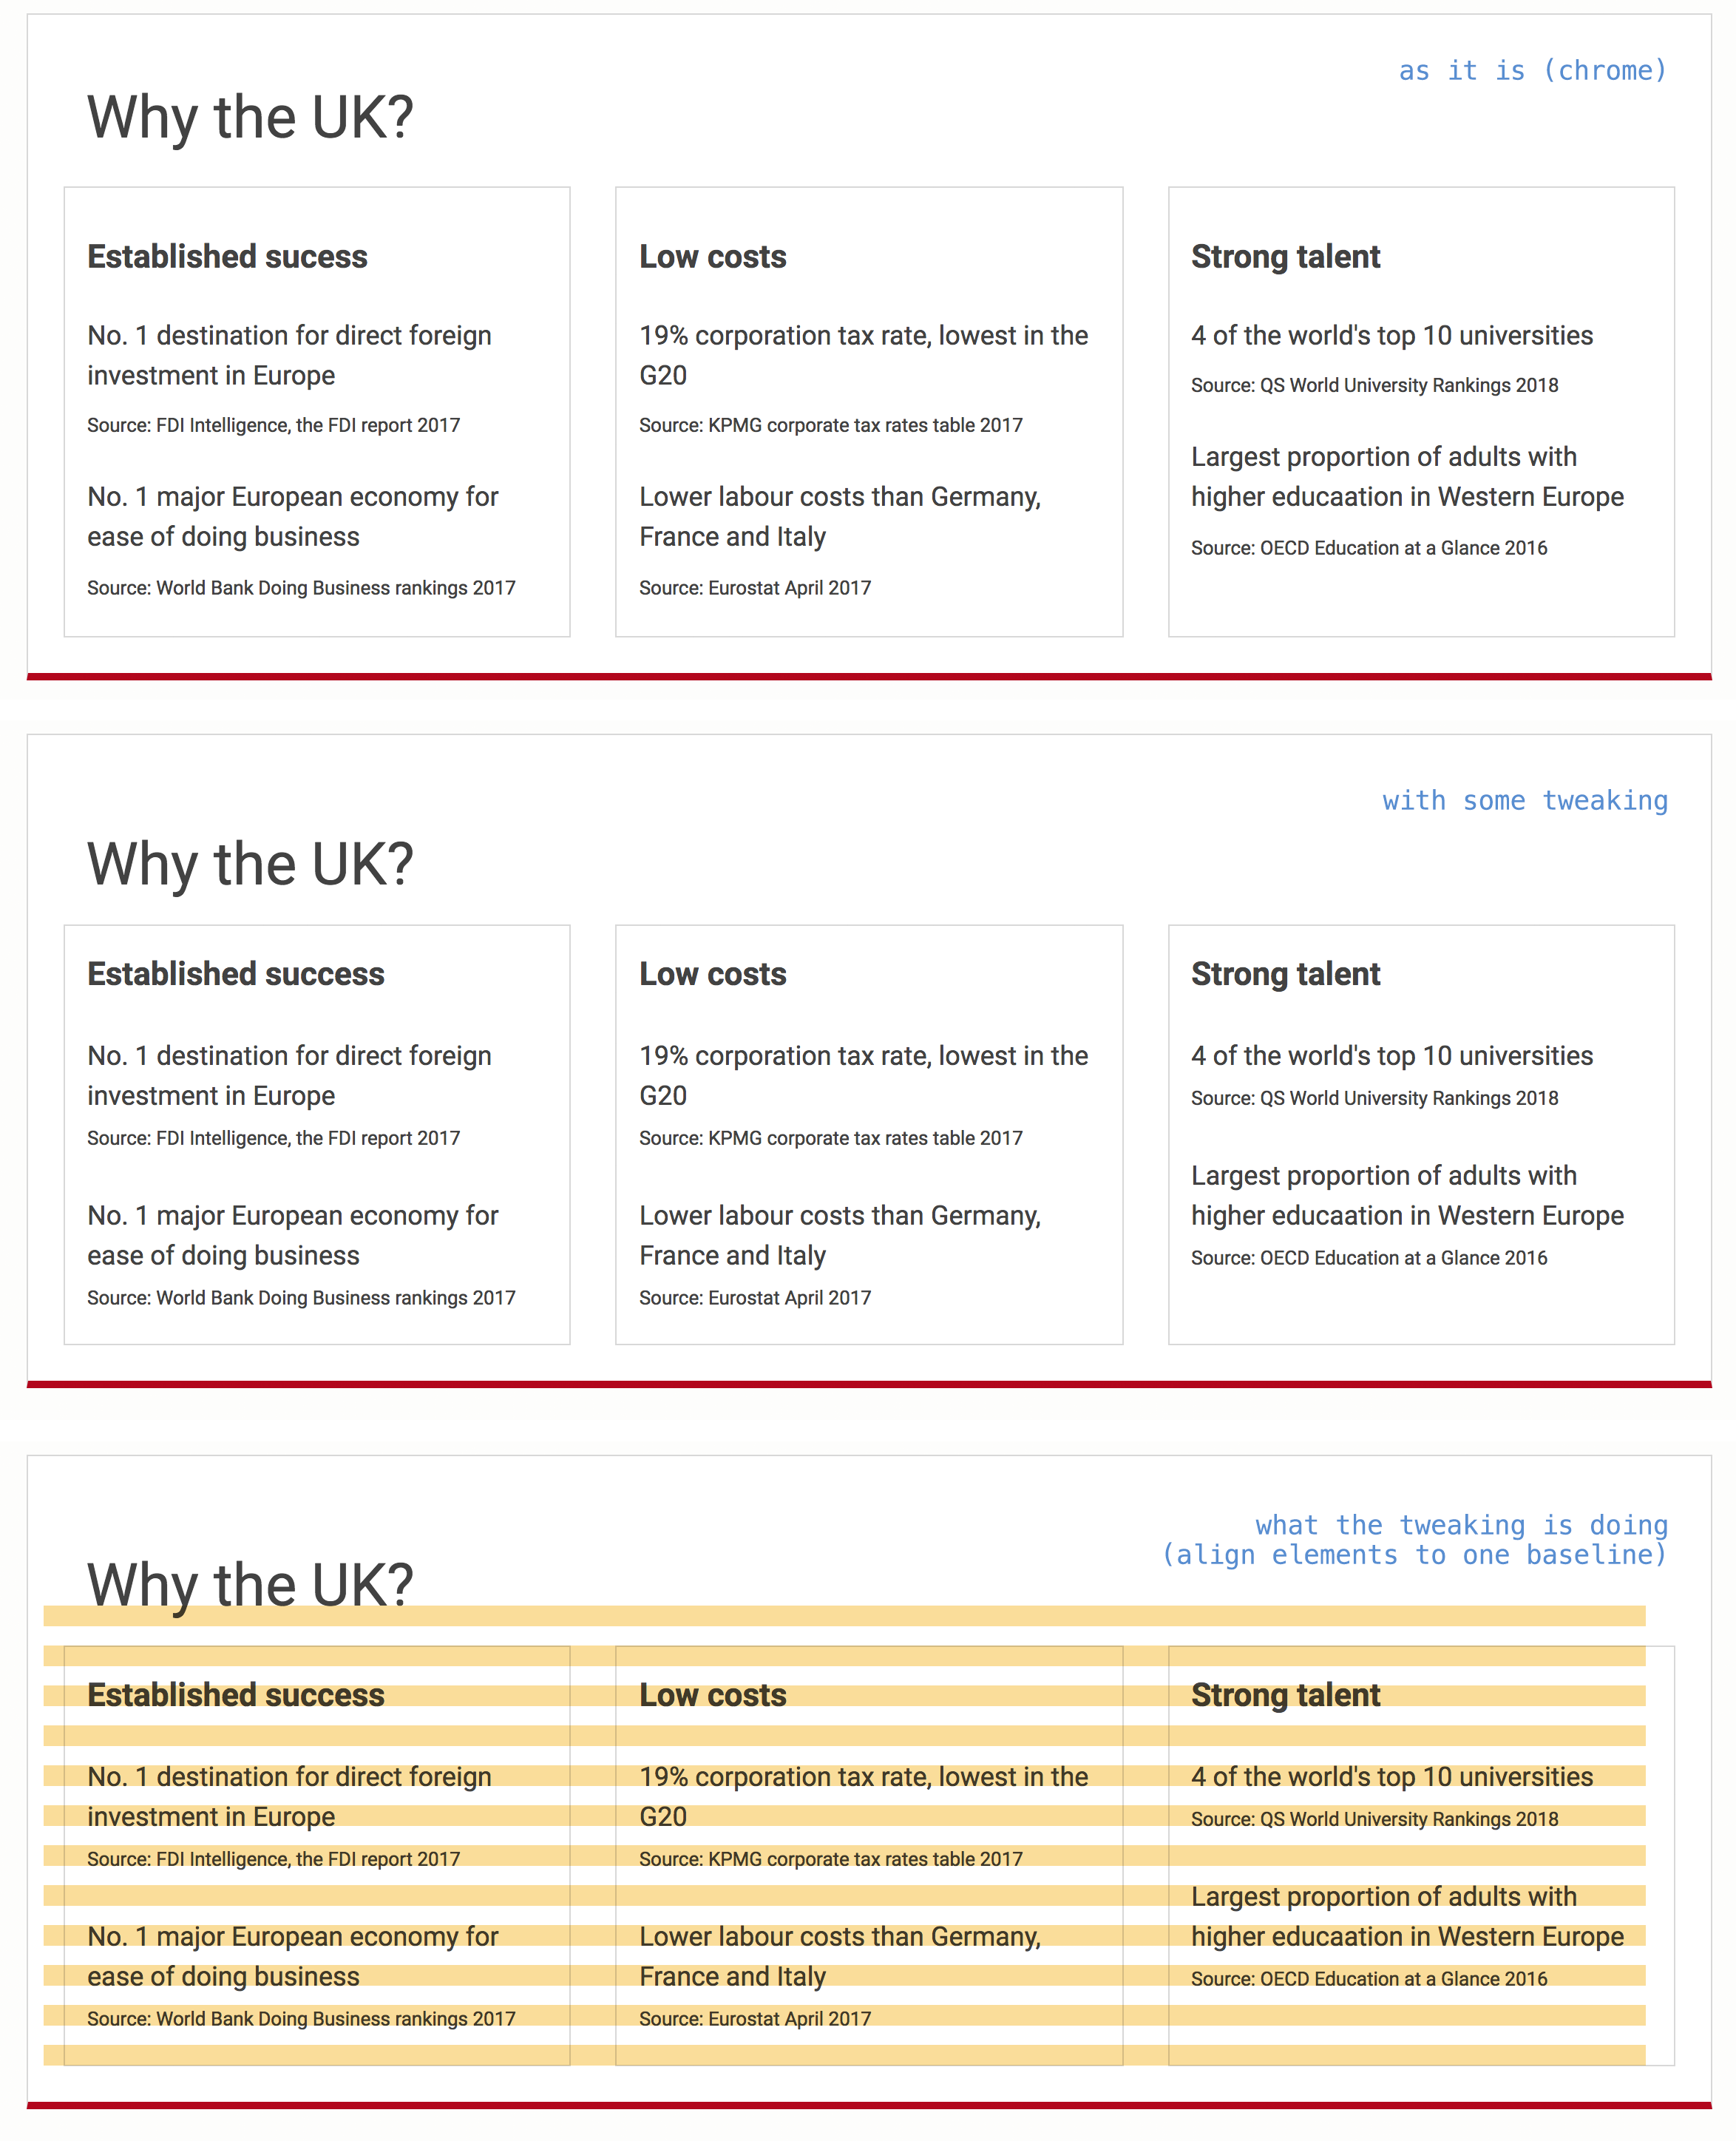 as it is (chrome)
Why the UK?
Established sucess
No. 1 destination for direct foreign
investment in Europe
Source: FDI Intelligence, the FDI report 2017
No. 1 major European economy for
ease of doing business
Source: World Bank Doing Business rankings 2017
Low costs
19% corporation tax rate, lowest in the
G20
Source: KPMG corporate tax rates table 2017
Lower labour costs than Germany,
France and Italy
Source: Eurostat April 2017
Strong talent
4 of the world's top 10 universities
Source: QS World University Rankings 2018
Largest proportion of adults with
higher educaation in Western Europe
Source: OECD Education at a Glance 2016
with some tweaking
Why the UK?
Established success
No. 1 destination for direct foreign
investment in Europe
Source: FDI Intelligence, the FDI report 2017
No. 1 major European economy for
ease of doing business
Source: World Bank Doing Business rankings 2017
Low costs
19% corporation tax rate, lowest in the
G20
Source: KPMG corporate tax rates table 2017
Lower labour costs than Germany,
France and Italy
Source: Eurostat April 2017
Strong talent
4 of the world's top 10 universities
Source: QS World University Rankings 2018
Largest proportion of adults with
higher educaation in Western Europe
Source: OECD Education at a Glance 2016
what the tweaking is doing
(align elements to one baseline)
Why the UK?
Established success
No. 1 destination for direct foreign
investment in Europe
Source: FDI Intelligence, the FDI report 2017
No. 1 major European economy for
ease of doing business
Source: World Bank Doing Business rankings 2017
Low costs
19% corporation tax rate, lowest in the
G20
Source: KPMG corporate tax rates table 2017
Lower labour costs than Germany,
France and Italy
Source: Eurostat April 2017
Strong talent
4 of the world's top 10 universities
Source: QS World University Rankings 2018
Largest proportion of adults with
higher educaation in Western Europe
Source: OECD Education at a Glance 2016